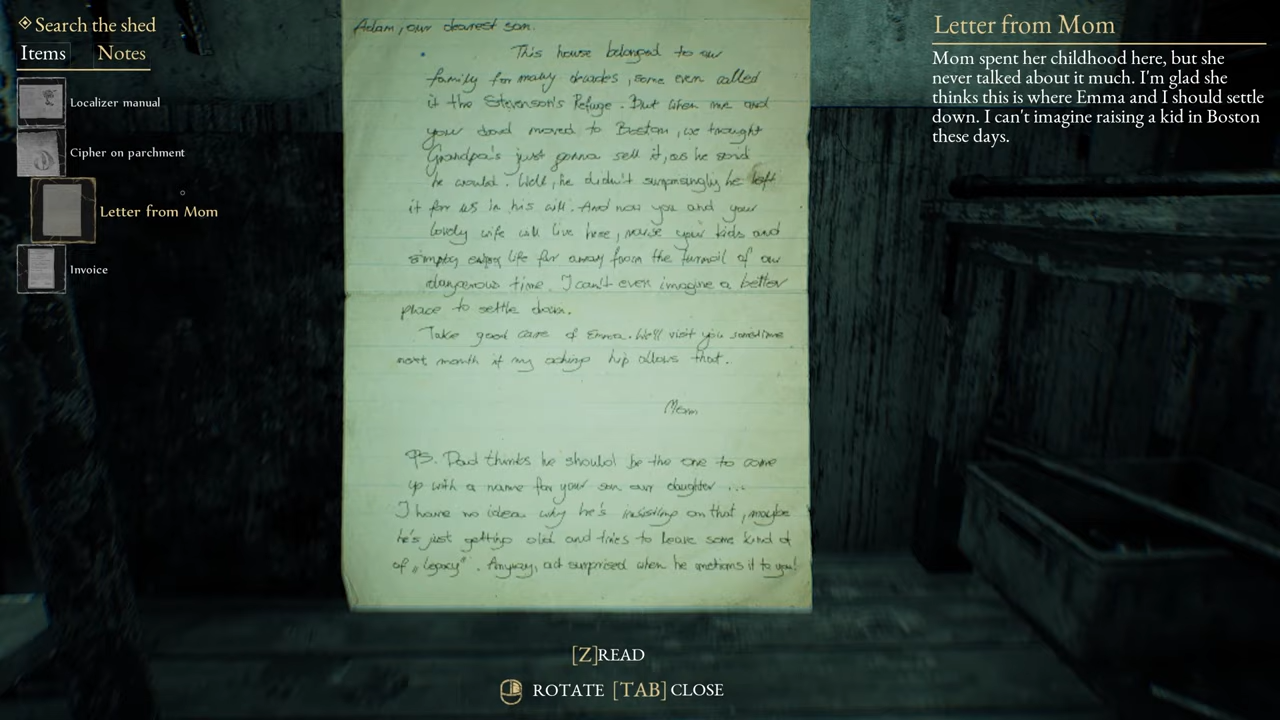 Search the shed
Items Notes
Localizer manual
Cipher on parchment
Letter from Mom
Invoice
Adam, our dearest son.
This house belonged to our
family for many decades, some even called
it the Stevenson's Refuge. But when me and
your dad moved to Boston, we thought
Grandpa's just gonna sell it, as he said
he would. Well, he didn't surprisingly he left
it for us in his will. And now you and your
lovely wife will live here, raise your kids and
simply enjoy life far away from the turmoil of our
dangerous time. I can't even imagine a better
place to settle down.
Take good care of Emma. We'll visit you sometime
next month if my aching hip allows that.
Mom
PS. Dad thinks he should be the one to come
up with a name for your son our daughter ...
I have no idea why he's insisting on that, maybe
he's just getting old and tries to leave some kind of
of „legacy". Anyway, act surprised when he mentions it to you!
Letter from Mom
Mom spent her childhood here, but she
never talked about it much. I'm glad she
thinks this is where Emma and I should settle
down. I can't imagine raising a kid in Boston
these days.
[Z]READ
ROTATE [TAB]CLOSE